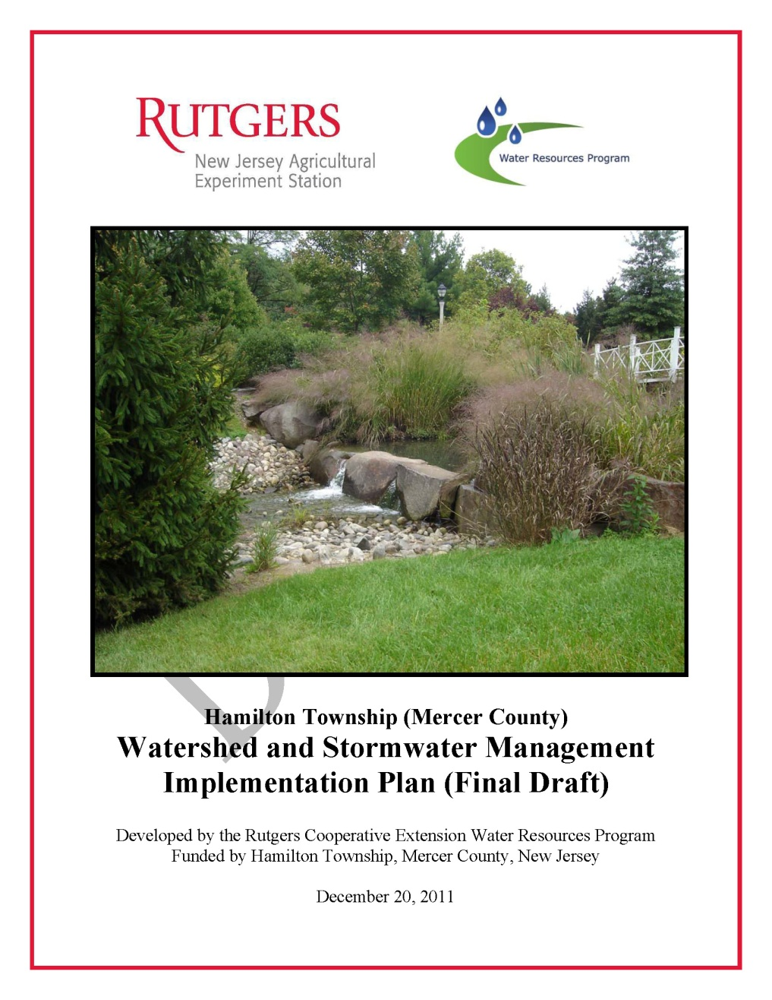 RUTGERS
New Jersey Agricultural
Experiment Station
Water Resources Program
Hamilton Township (Mercer County)
Watershed and Stormwater Management
Implementation Plan (Final Draft)
Developed by the Rutgers Cooperative Extension Water Resources Program
Funded by Hamilton Township, Mercer County, New Jersey
December 20, 2011